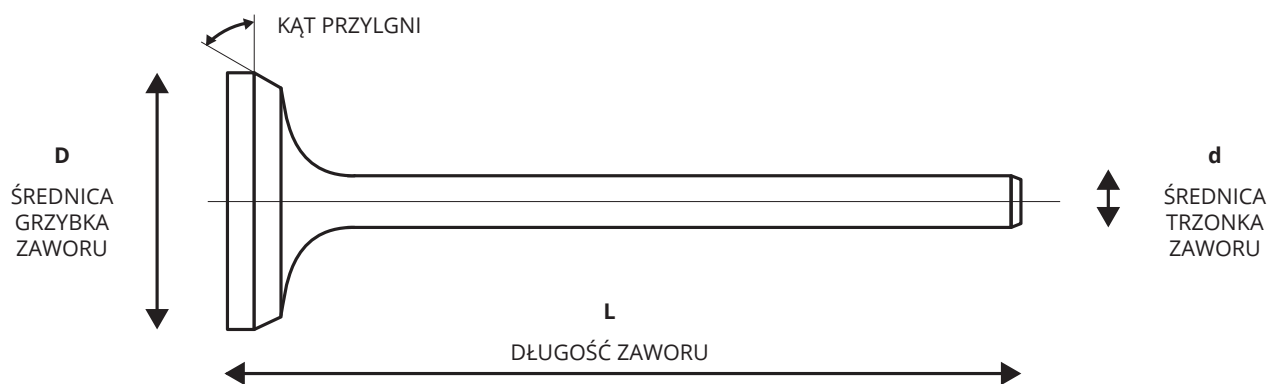 KĄT PRZYLGNI
D
ŚREDNICA
GRZYBKA
ZAWORU
d
ŚREDNICA
TRZONKA
ZAWORU
L
DŁUGOŚĆ ZAWORU